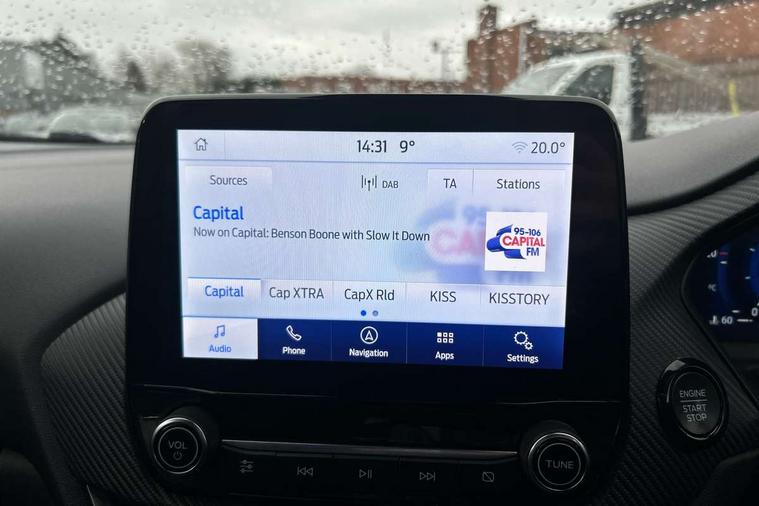 14:31 9° 20.0°
Sources DAB TA Stations
Capital
Now on Capital: Benson Boone with Slow It Down
95-106
CAPITAL
FM
Capital Cap XTRA CapX Rld KISS KISSTORY
Audio Phone Navigation Apps Settings
60 0
ENGINE
START
STOP
VOL
TUNE